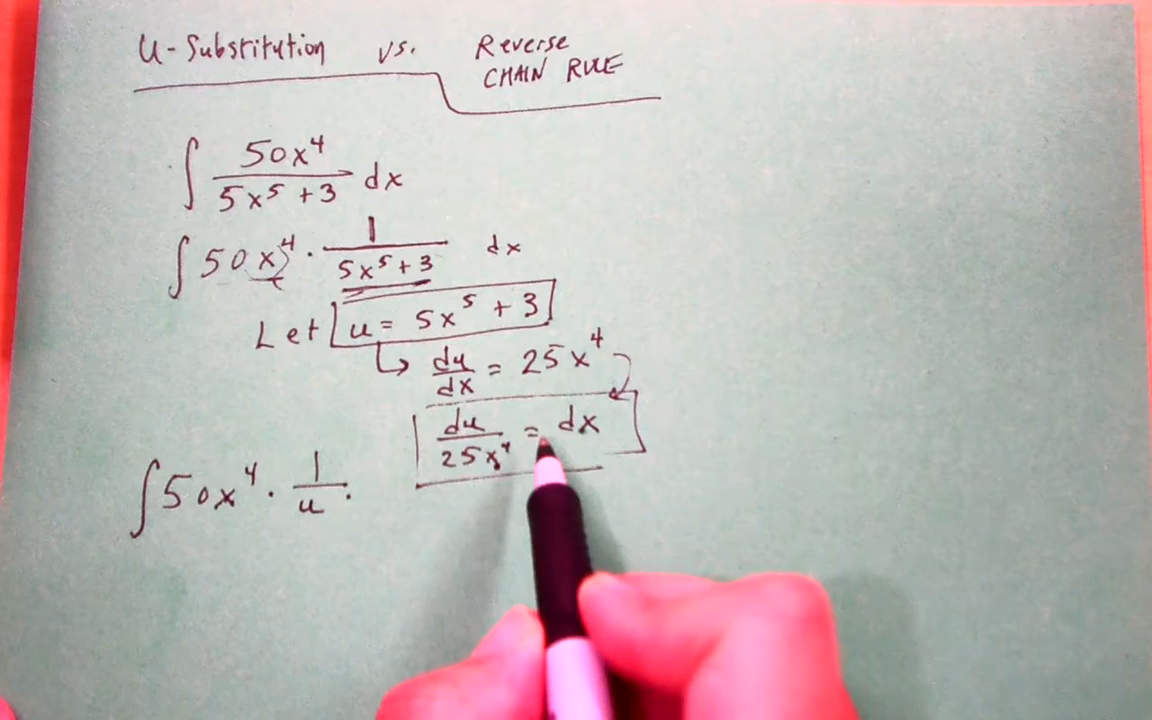 U-Substitution vs. Reverse CHAIN RULE
∫ 50x⁴ / 5x⁵ + 3 dx
∫ 50x⁴ · 1 / 5x⁵ + 3 dx
Let u = 5x⁵ + 3
du/dx = 25x⁴
du/25x⁴ = dx
∫ 50x⁴ · 1/u ·